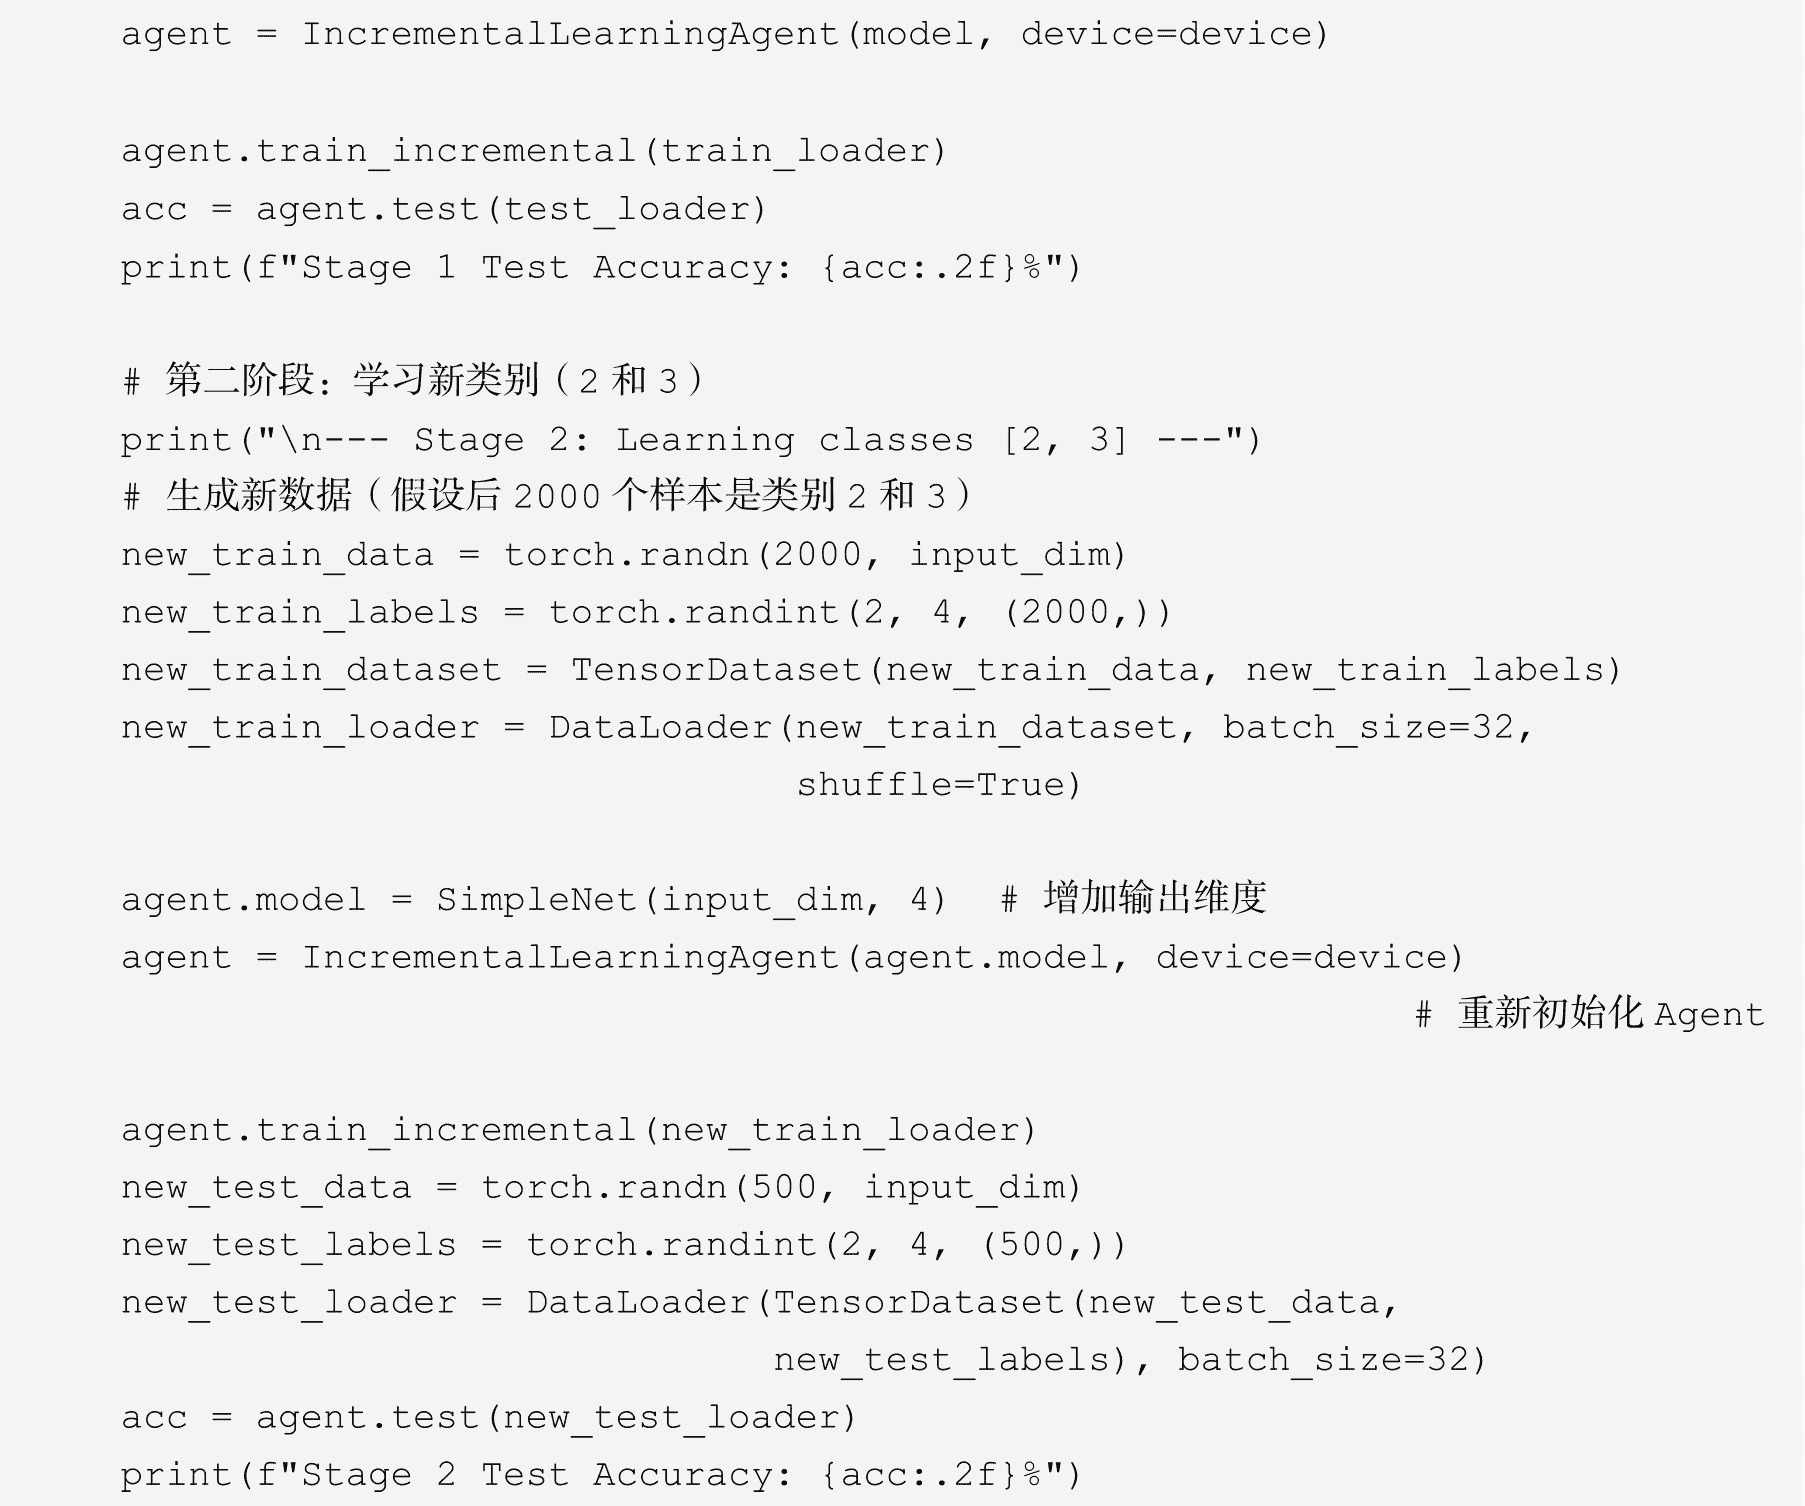 agent = IncrementalLearningAgent(model, device=device)
agent.train_incremental(train_loader)
acc = agent.test(test_loader)
print(f"Stage 1 Test Accuracy: {acc:.2f}%")
# 第二阶段：学习新类别（2 和 3）
print("\n--- Stage 2: Learning classes [2, 3] ---")
# 生成新数据（假设后 2000 个样本是类别 2 和 3）
new_train_data = torch.randn(2000, input_dim)
new_train_labels = torch.randint(2, 4, (2000,))
new_train_dataset = TensorDataset(new_train_data, new_train_labels)
new_train_loader = DataLoader(new_train_dataset, batch_size=32,
shuffle=True)
agent.model = SimpleNet(input_dim, 4)  # 增加输出维度
agent = IncrementalLearningAgent(agent.model, device=device)
# 重新初始化 Agent
agent.train_incremental(new_train_loader)
new_test_data = torch.randn(500, input_dim)
new_test_labels = torch.randint(2, 4, (500,))
new_test_loader = DataLoader(TensorDataset(new_test_data,
new_test_labels), batch_size=32)
acc = agent.test(new_test_loader)
print(f"Stage 2 Test Accuracy: {acc:.2f}%")